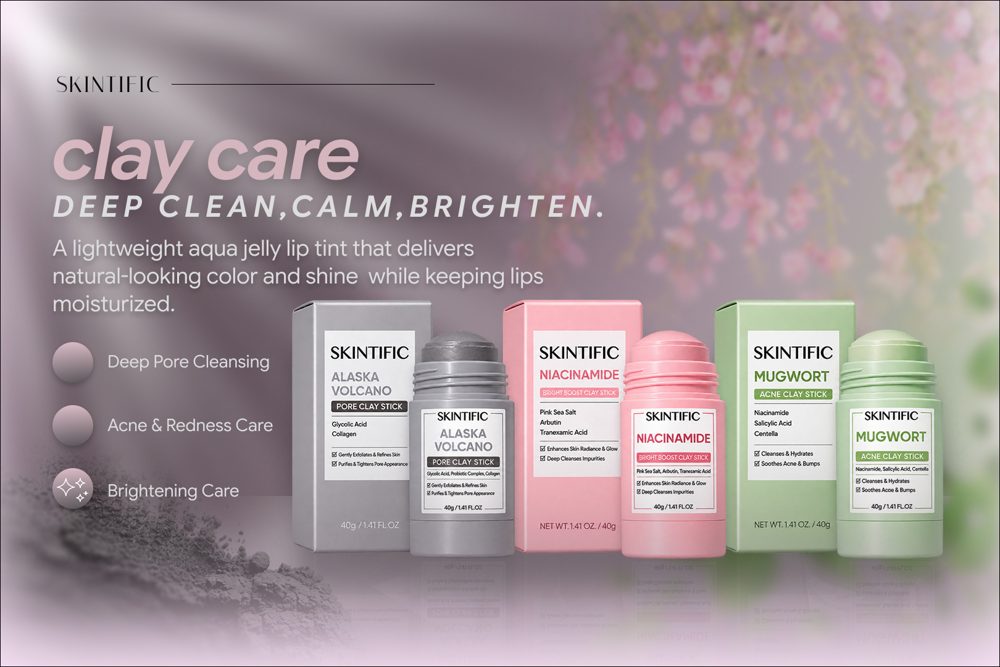 SKINTIFIC
clay care
DEEP CLEAN,CALM,BRIGHTEN.
A lightweight aqua jelly lip tint that delivers
natural-looking color and shine while keeping lips
moisturized.
Deep Pore Cleansing
Acne & Redness Care
Brightening Care
SKINTIFIC
ALASKA
VOLCANO
PORE CLAY STICK
Glycolic Acid
Collagen
Gently Exfoliates & Refines Skin
Purifies & Tightens Pore Appearance
40g / 1.41 FL.OZ
SKINTIFIC
ALASKA
VOLCANO
PORE CLAY STICK
Glycolic Acid, Probiotic Complex, Collagen
Gently Exfoliates & Refines Skin
Purifies & Tightens Pore Appearance
40g / 1.41 FL.OZ
SKINTIFIC
NIACINAMIDE
BRIGHT BOOST CLAY STICK
Pink Sea Salt
Arbutin
Tranexamic Acid
Enhances Skin Radiance & Glow
Deep Cleanses Impurities
NET WT.1.41 OZ. / 40g
SKINTIFIC
NIACINAMIDE
BRIGHT BOOST CLAY STICK
Pink Sea Salt, Arbutin, Tranexamic Acid
Enhances Skin Radiance & Glow
Deep Cleanses Impurities
40g / 1.41 FL.OZ
SKINTIFIC
MUGWORT
ACNE CLAY STICK
Niacinamide
Salicylic Acid
Centella
Cleanses & Hydrates
Soothes Acne & Bumps
NET WT. 1.41 OZ. / 40g
SKINTIFIC
MUGWORT
ACNE CLAY STICK
Niacinamide, Salicylic Acid, Centella
Cleanses & Hydrates
Soothes Acne & Bumps
40g / 1.41 FL.OZ